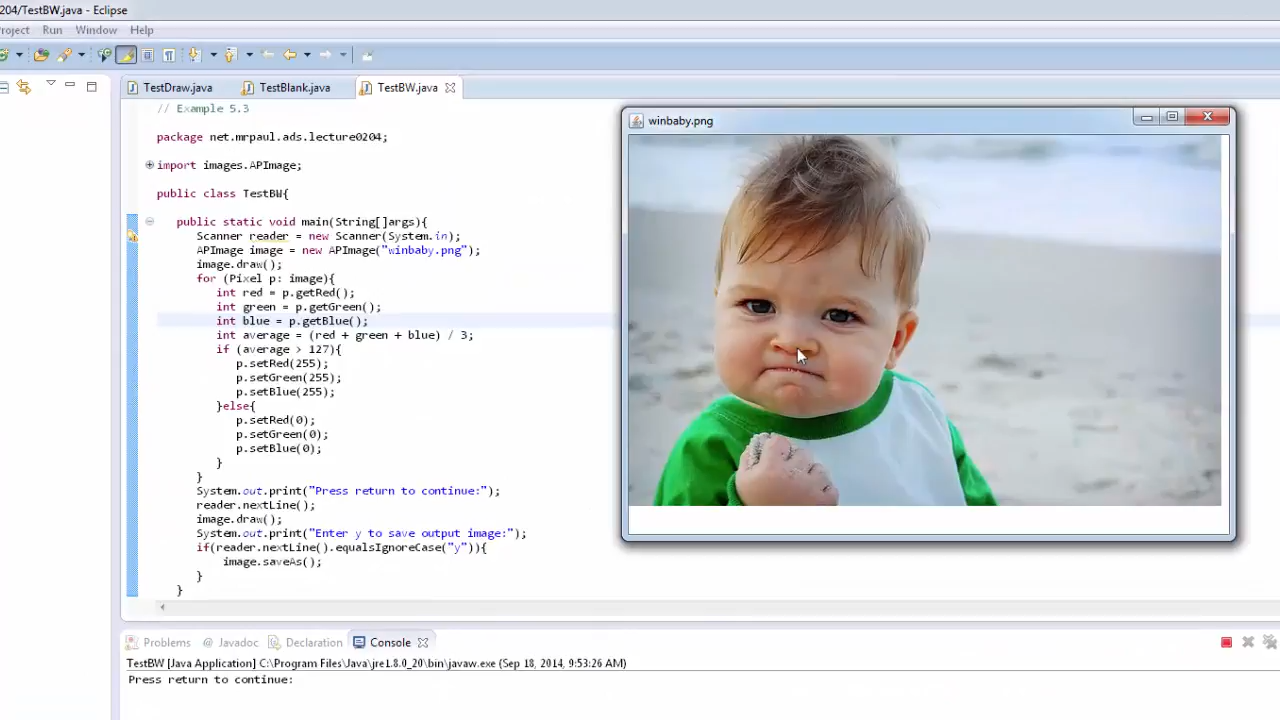 204/TestBW.java - Eclipse
Project Run Window Help
TestDraw.java TestBlank.java TestBW.java
// Example 5.3
package net.mrpaul.ads.lecture0204;
import images.APImage;
public class TestBW{
public static void main(String[]args){
Scanner reader = new Scanner(System.in);
APImage image = new APImage("winbaby.png");
image.draw();
for (Pixel p: image){
int red = p.getRed();
int green = p.getGreen();
int blue = p.getBlue();
int average = (red + green + blue) / 3;
if (average > 127){
p.setRed(255);
p.setGreen(255);
p.setBlue(255);
}else{
p.setRed(0);
p.setGreen(0);
p.setBlue(0);
}
}
System.out.print("Press return to continue:");
reader.nextLine();
image.draw();
System.out.print("Enter y to save output image:");
if(reader.nextLine().equalsIgnoreCase("y")){
image.saveAs();
}
}
winbaby.png
Problems @ Javadoc Declaration Console
TestBW [Java Application] C:\Program Files\Java\jre1.8.0_20\bin\javaw.exe (Sep 18, 2014, 9:53:26 AM)
Press return to continue: